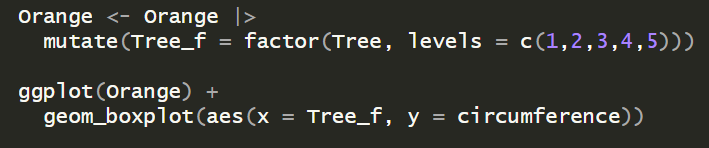 Orange <- Orange |>
  mutate(Tree_f = factor(Tree, levels = c(1,2,3,4,5)))

ggplot(Orange) +
  geom_boxplot(aes(x = Tree_f, y = circumference))